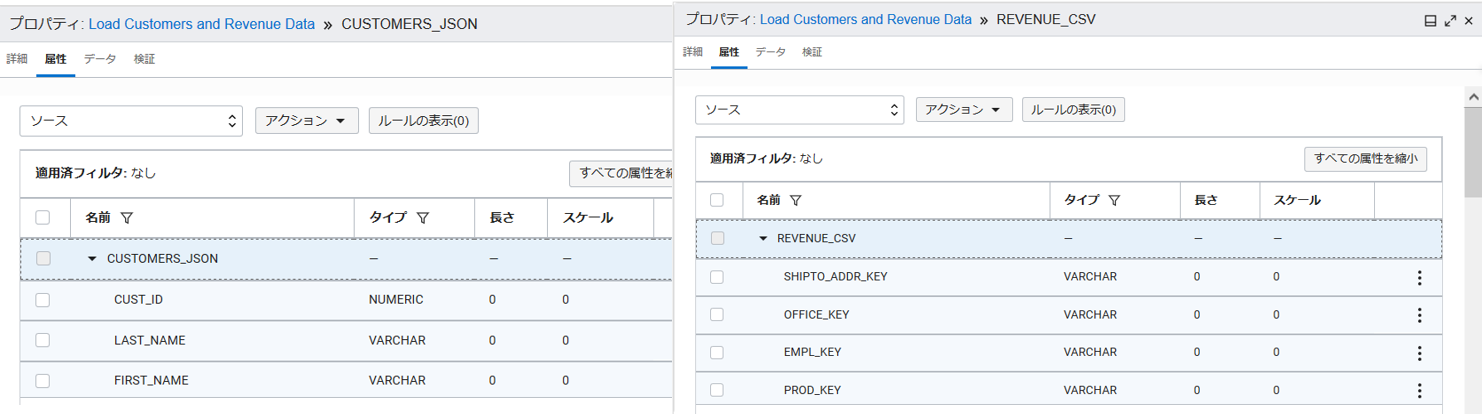 プロパティ: Load Customers and Revenue Data » CUSTOMERS_JSON
詳細 属性 データ 検証
ソース アクション ルールの表示(0)
適用済フィルタ: なし すべての属性を縮
名前 タイプ 長さ スケール
CUSTOMERS_JSON – – –
CUST_ID NUMERIC 0 0
LAST_NAME VARCHAR 0 0
FIRST_NAME VARCHAR 0 0
プロパティ: Load Customers and Revenue Data » REVENUE_CSV
詳細 属性 データ 検証
ソース アクション ルールの表示(0)
適用済フィルタ: なし すべての属性を縮小
名前 タイプ 長さ スケール
REVENUE_CSV – – –
SHIPTO_ADDR_KEY VARCHAR 0 0
OFFICE_KEY VARCHAR 0 0
EMPL_KEY VARCHAR 0 0
PROD_KEY VARCHAR 0 0